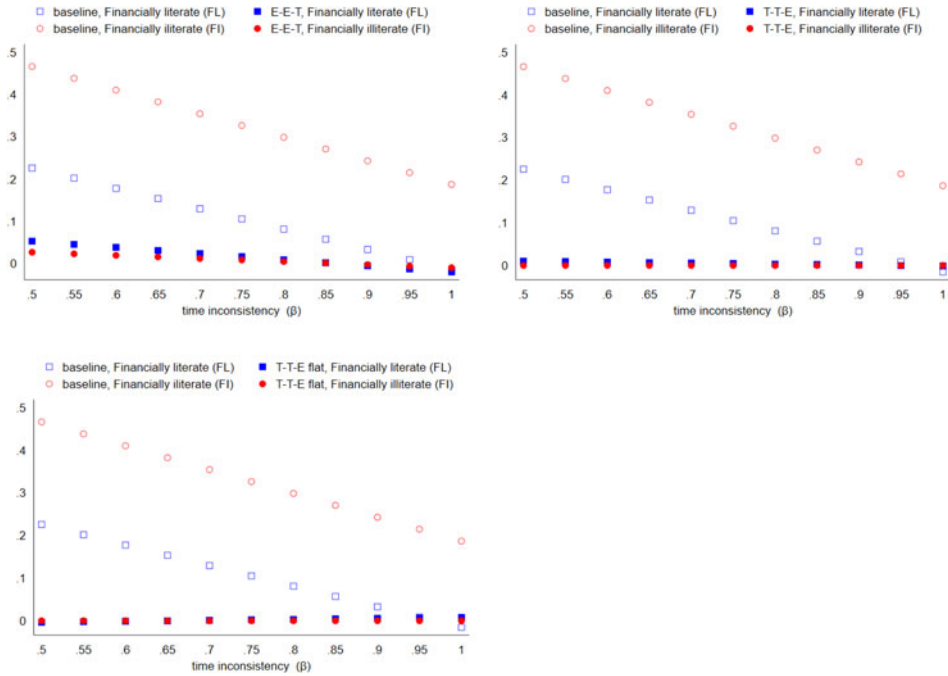 baseline, Financially literate (FL) E-E-T, Financially literate (FL)
baseline, Financially iliterate (FI) E-E-T, Financially illiterate (FI)
.5
.4
.3
.2
.1
0
.5 .55 .6 .65 .7 .75 .8 .85 .9 .95 1
time inconsistency (β)
baseline, Financially literate (FL) T-T-E, Financially literate (FL)
baseline, Financially iliterate (FI) T-T-E, Financially illiterate (FI)
.5
.4
.3
.2
.1
0
.5 .55 .6 .65 .7 .75 .8 .85 .9 .95 1
time inconsistency (β)
baseline, Financially literate (FL) T-T-E flat, Financially literate (FL)
baseline, Financially iliterate (FI) T-T-E flat, Financially illiterate (FI)
.5
.4
.3
.2
.1
0
.5 .55 .6 .65 .7 .75 .8 .85 .9 .95 1
time inconsistency (β)